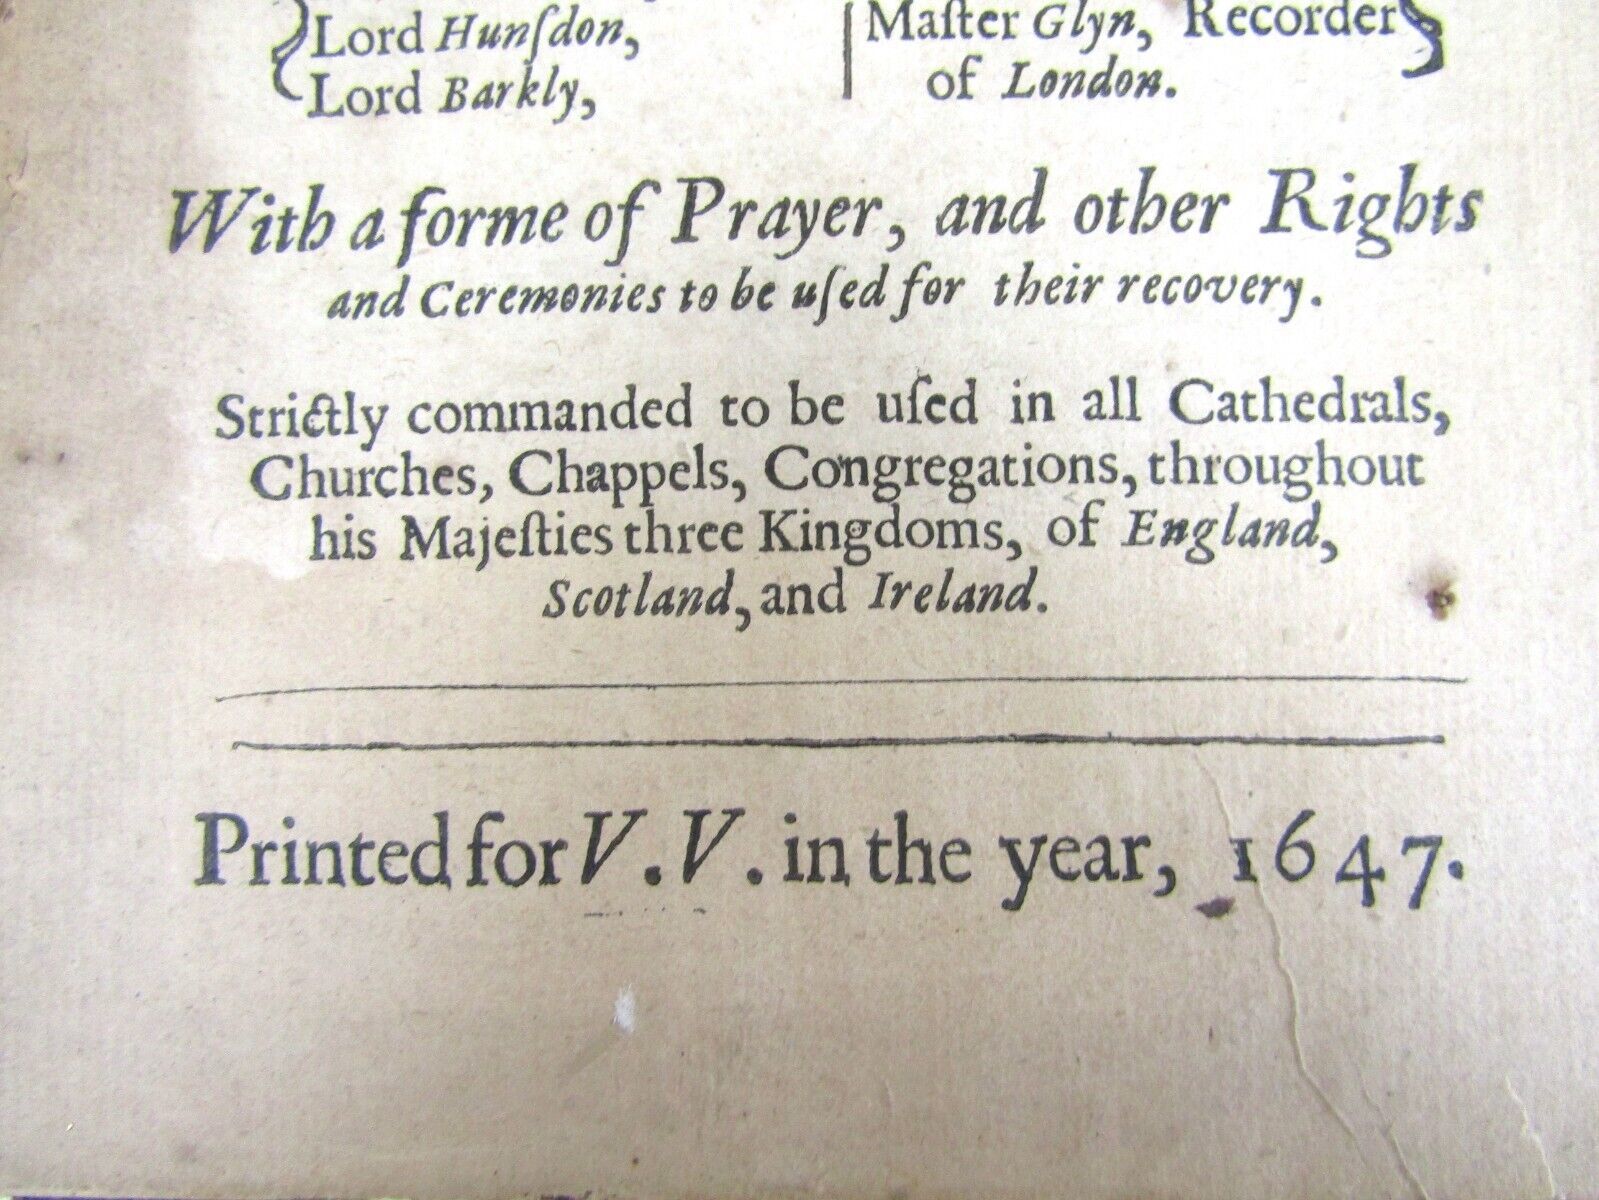 Lord Hunſdon,
Lord Barkly,
Maſter Glyn, Recorder
of London.
With a forme of Prayer, and other Rights
and Ceremonies to be uſed for their recovery.
Strictly commanded to be uſed in all Cathedrals,
Churches, Chappels, Congregations, throughout
his Majeſties three Kingdoms, of England,
Scotland, and Ireland.
Printed for V. V. in the year, 1647.